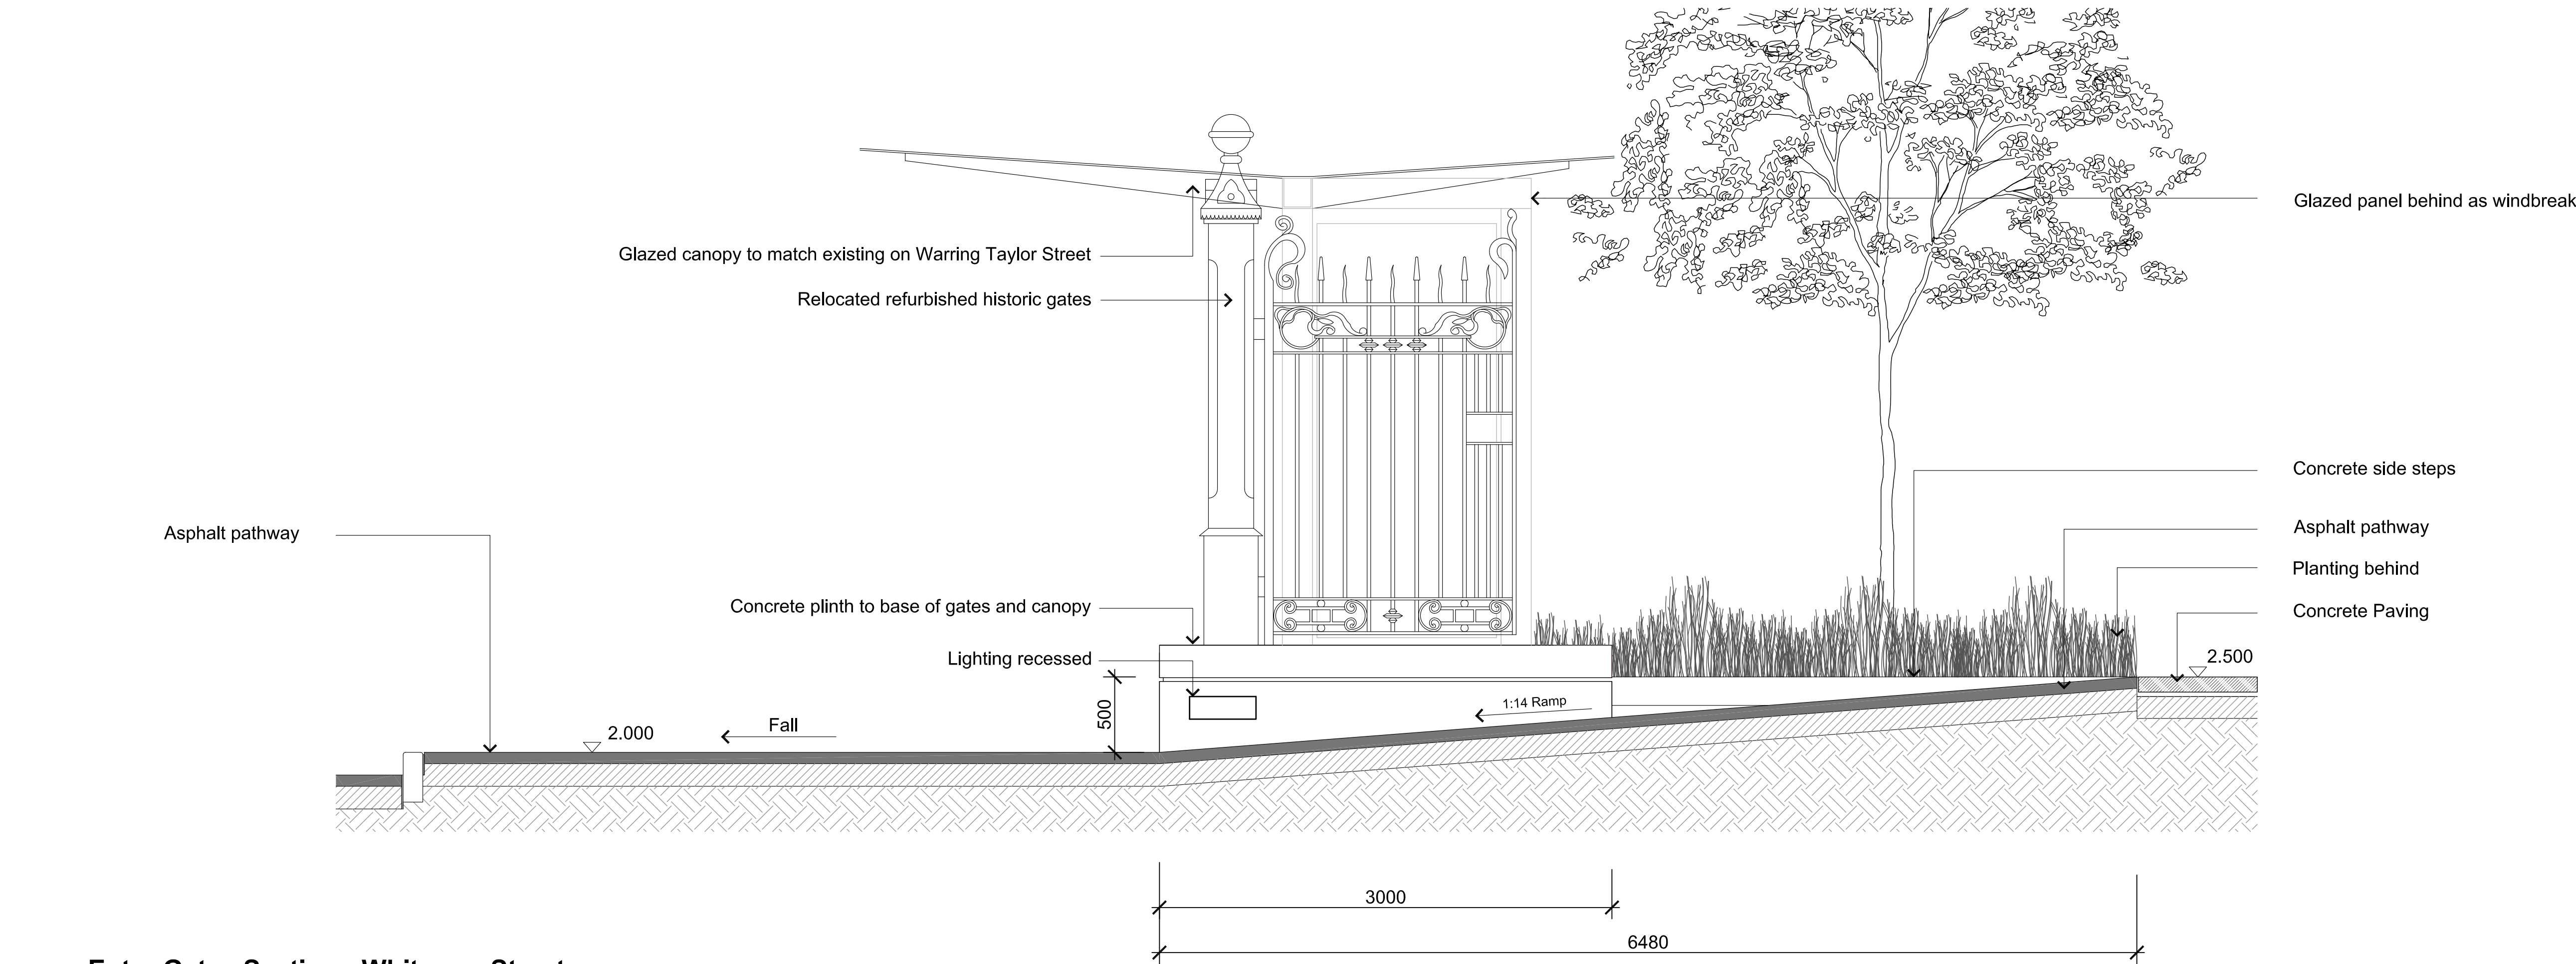 Glazed panel behind as windbreak
Glazed canopy to match existing on Warring Taylor Street
Relocated refurbished historic gates
Concrete side steps
Asphalt pathway
Asphalt pathway
Planting behind
Concrete plinth to base of gates and canopy
Concrete Paving
Lighting recessed
2.500
500
1:14 Ramp
Fall
2.000
3000
6480